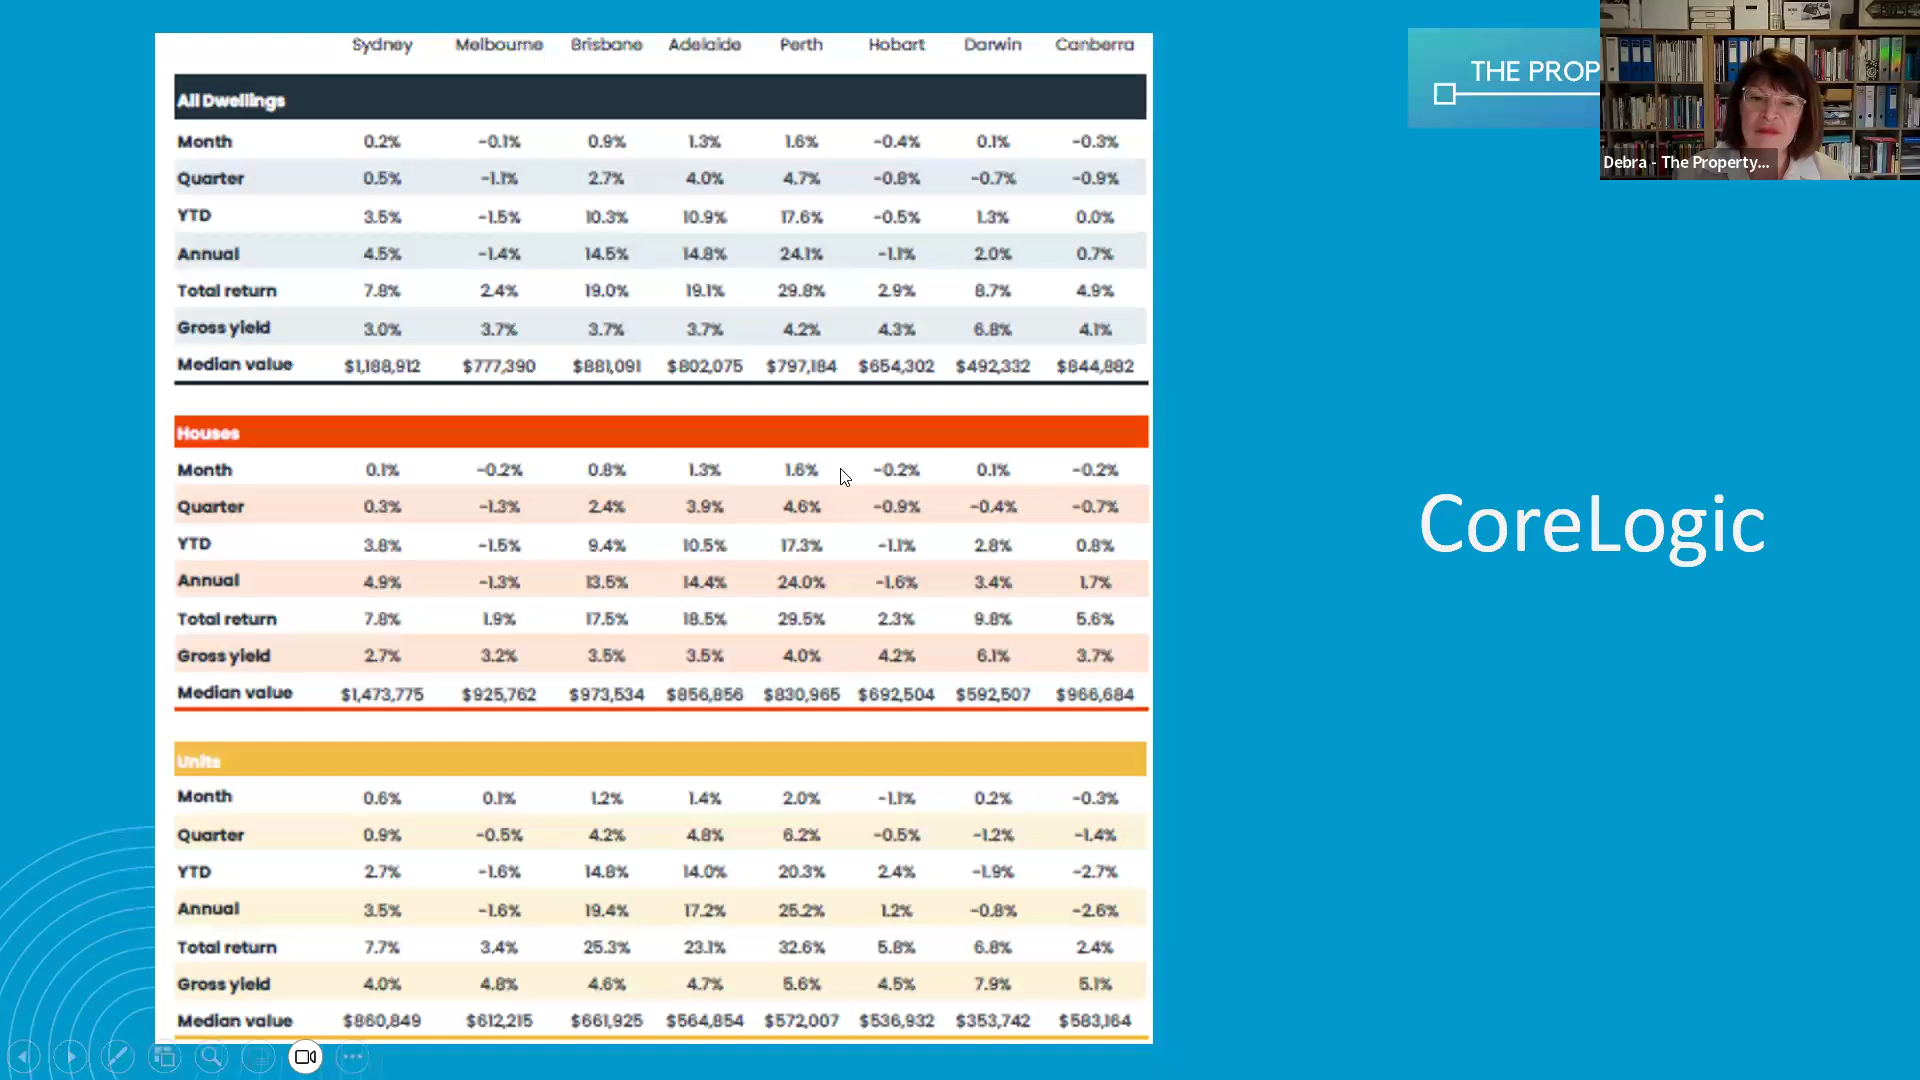 Sydney Melbourne Brisbane Adelaide Perth Hobart Darwin Canberra
All Dwellings
Month 0.2% -0.1% 0.9% 1.3% 1.6% -0.4% 0.1% -0.3%
Quarter 0.5% -1.1% 2.7% 4.0% 4.7% -0.8% -0.7% -0.9%
YTD 3.5% -1.5% 10.3% 10.9% 17.6% -0.5% 1.3% 0.0%
Annual 4.5% -1.4% 14.5% 14.8% 24.1% -1.1% 2.0% 0.7%
Total return 7.8% 2.4% 19.0% 19.1% 29.8% 2.9% 8.7% 4.9%
Gross yield 3.0% 3.7% 3.7% 3.7% 4.2% 4.3% 6.8% 4.1%
Median value $1,188,912 $777,390 $881,091 $802,075 $797,184 $654,302 $492,332 $844,882
Houses
Month 0.1% -0.2% 0.8% 1.3% 1.6% -0.2% 0.1% -0.2%
Quarter 0.3% -1.3% 2.4% 3.9% 4.6% -0.9% -0.4% -0.7%
YTD 3.8% -1.5% 9.4% 10.5% 17.3% -1.1% 2.8% 0.8%
Annual 4.9% -1.3% 13.5% 14.4% 24.0% -1.6% 3.4% 1.7%
Total return 7.8% 1.9% 17.5% 18.5% 29.5% 2.3% 9.8% 5.6%
Gross yield 2.7% 3.2% 3.5% 3.5% 4.0% 4.2% 6.1% 3.7%
Median value $1,473,775 $925,762 $973,534 $856,856 $830,965 $692,504 $592,507 $966,684
Units
Month 0.6% 0.1% 1.2% 1.4% 2.0% -1.1% 0.2% -0.3%
Quarter 0.9% -0.5% 4.2% 4.8% 6.2% -0.5% -1.2% -1.4%
YTD 2.7% -1.6% 14.8% 14.0% 20.3% 2.4% -1.9% -2.7%
Annual 3.5% -1.6% 19.4% 17.2% 25.2% 1.2% -0.8% -2.6%
Total return 7.7% 3.4% 25.3% 23.1% 32.6% 5.8% 6.8% 2.4%
Gross yield 4.0% 4.8% 4.6% 4.7% 5.6% 4.5% 7.9% 5.1%
Median value $860,849 $612,215 $661,925 $564,854 $572,007 $536,932 $353,742 $583,164
THE PROP
Debra - The Property...
CoreLogic